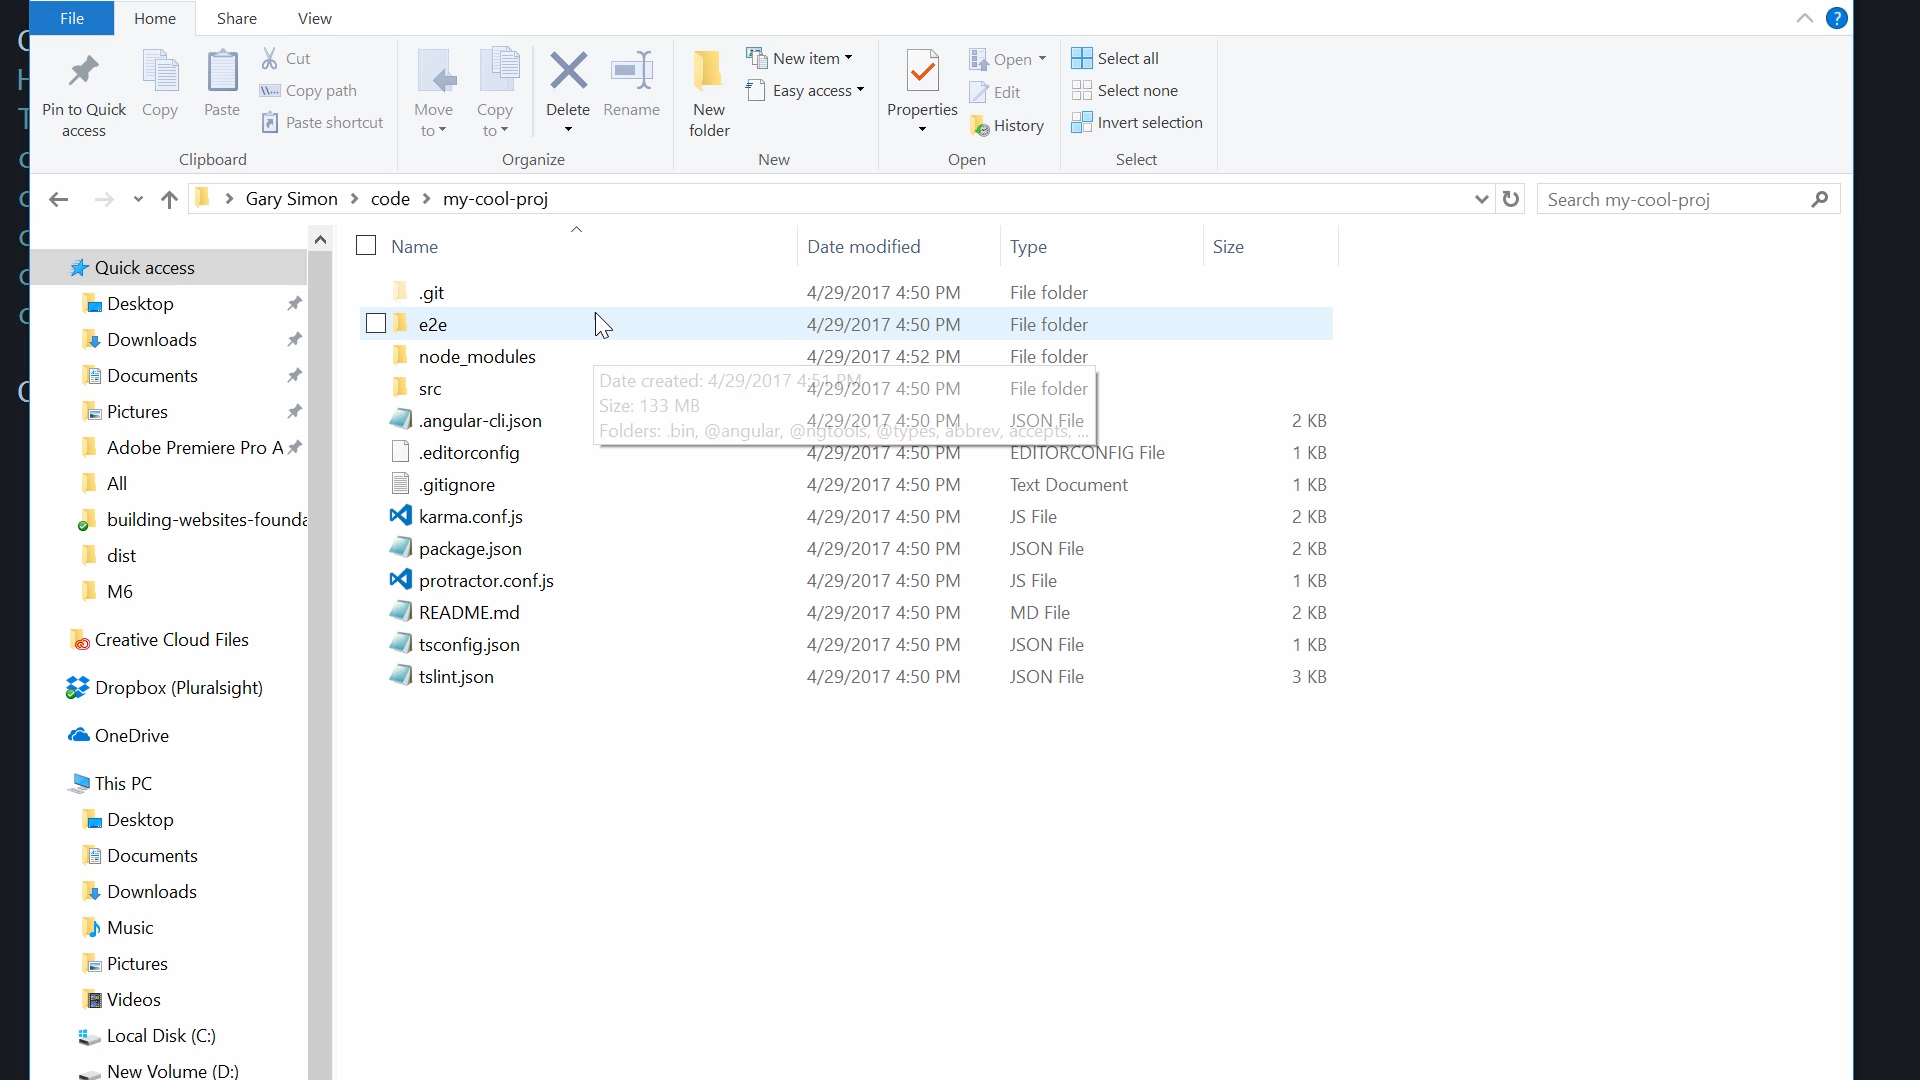 File Home Share View
Pin to Quick access
Copy
Paste
Cut
Copy path
Paste shortcut
Clipboard
Move to
Copy to
Delete
Rename
Organize
New folder
New item
Easy access
New
Properties
Open
Edit
History
Open
Select all
Select none
Invert selection
Select
Gary Simon code my-cool-proj
Search my-cool-proj
Quick access
Desktop
Downloads
Documents
Pictures
Adobe Premiere Pro A
All
building-websites-founda
dist
M6
Creative Cloud Files
Dropbox (Pluralsight)
OneDrive
This PC
Desktop
Documents
Downloads
Music
Pictures
Videos
Local Disk (C:)
New Volume (D:)
Name Date modified Type Size
.git 4/29/2017 4:50 PM File folder
e2e 4/29/2017 4:50 PM File folder
node_modules 4/29/2017 4:52 PM File folder
src 4/29/2017 4:50 PM File folder
.angular-cli.json 4/29/2017 4:50 PM JSON File 2 KB
.editorconfig 4/29/2017 4:50 PM EDITORCONFIG File 1 KB
.gitignore 4/29/2017 4:50 PM Text Document 1 KB
karma.conf.js 4/29/2017 4:50 PM JS File 2 KB
package.json 4/29/2017 4:50 PM JSON File 2 KB
protractor.conf.js 4/29/2017 4:50 PM JS File 1 KB
README.md 4/29/2017 4:50 PM MD File 2 KB
tsconfig.json 4/29/2017 4:50 PM JSON File 1 KB
tslint.json 4/29/2017 4:50 PM JSON File 3 KB
Date created: 4/29/2017 4:51 PM
Size: 133 MB
Folders: .bin, @angular, @ngtools, @types, abbrev, accepts, ...